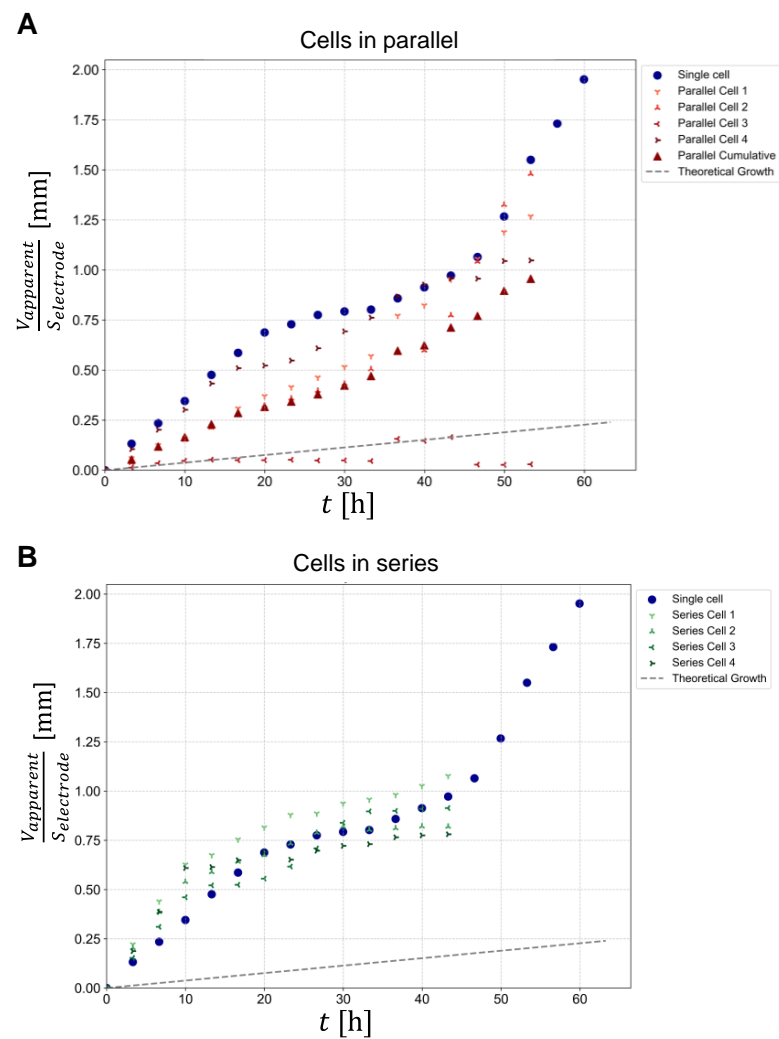 A
Cells in parallel
2.00
1.75
1.50
1.25
1.00
0.75
0.50
0.25
0.00
V_apparent / S_electrode [mm]
0 10 20 30 40 50 60
t [h]
Single cell
Parallel Cell 1
Parallel Cell 2
Parallel Cell 3
Parallel Cell 4
Parallel Cumulative
Theoretical Growth
B
Cells in series
2.00
1.75
1.50
1.25
1.00
0.75
0.50
0.25
0.00
V_apparent / S_electrode [mm]
0 10 20 30 40 50 60
t [h]
Single cell
Series Cell 1
Series Cell 2
Series Cell 3
Series Cell 4
Theoretical Growth